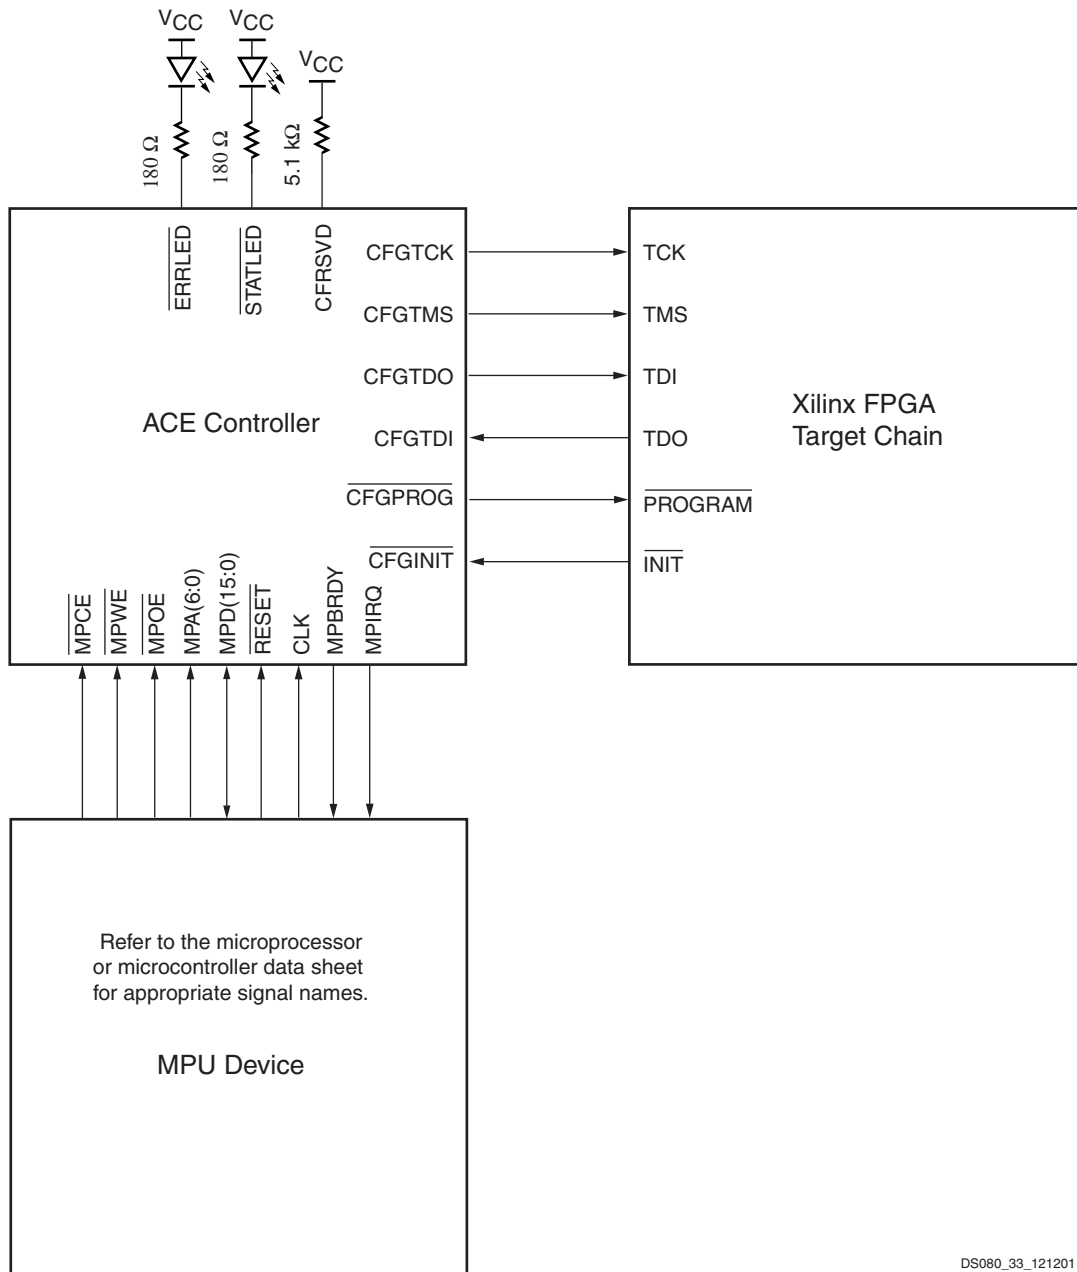 VCC
VCC
VCC
180 Ω
180 Ω
5.1 kΩ
ERRLED
STATLED
CFRSVD
CFGTCK
TCK
CFGTMS
TMS
CFGTDO
TDI
CFGTDI
TDO
CFGPROG
PROGRAM
CFGINIT
INIT
ACE Controller
Xilinx FPGA
Target Chain
MPCE
MPWE
MPOE
MPA(6:0)
MPD(15:0)
RESET
CLK
MPBRDY
MPIRQ
Refer to the microprocessor
or microcontroller data sheet
for appropriate signal names.
MPU Device
DS080_33_121201